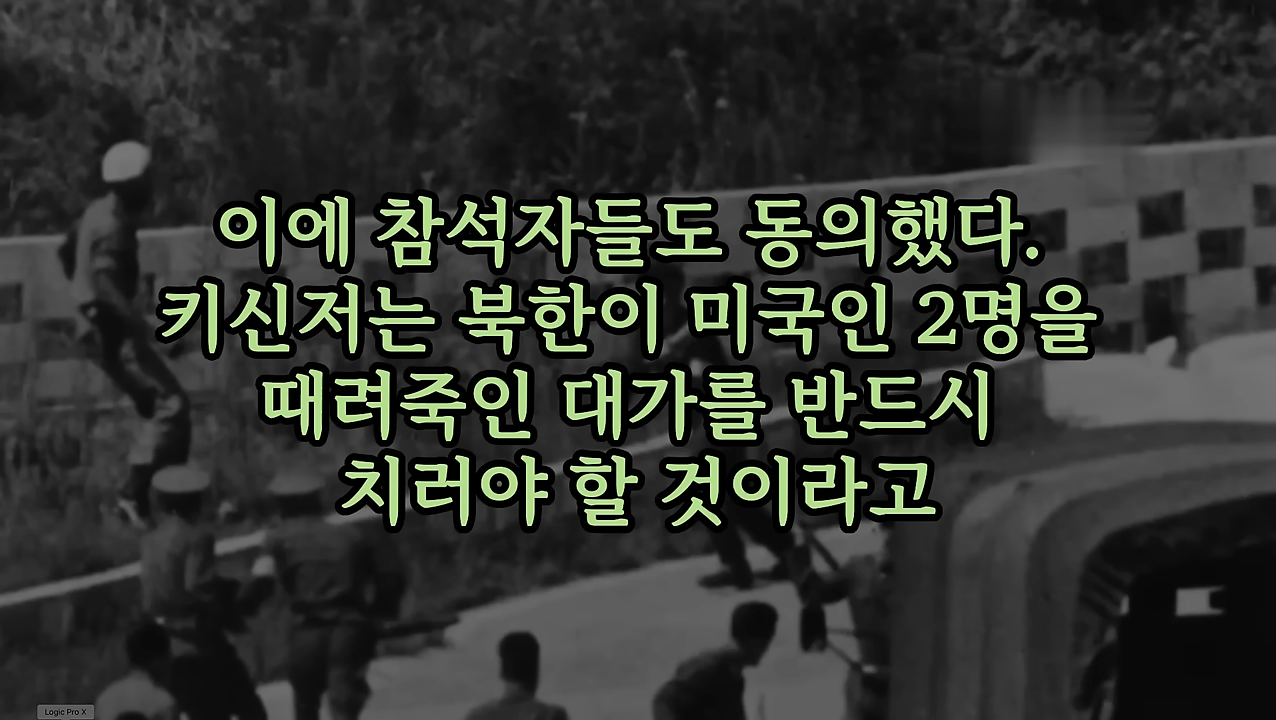 이에 참석자들도 동의했다.
키신저는 북한이 미국인 2명을
때려죽인 대가를 반드시
치러야 할 것이라고
Logic Pro X